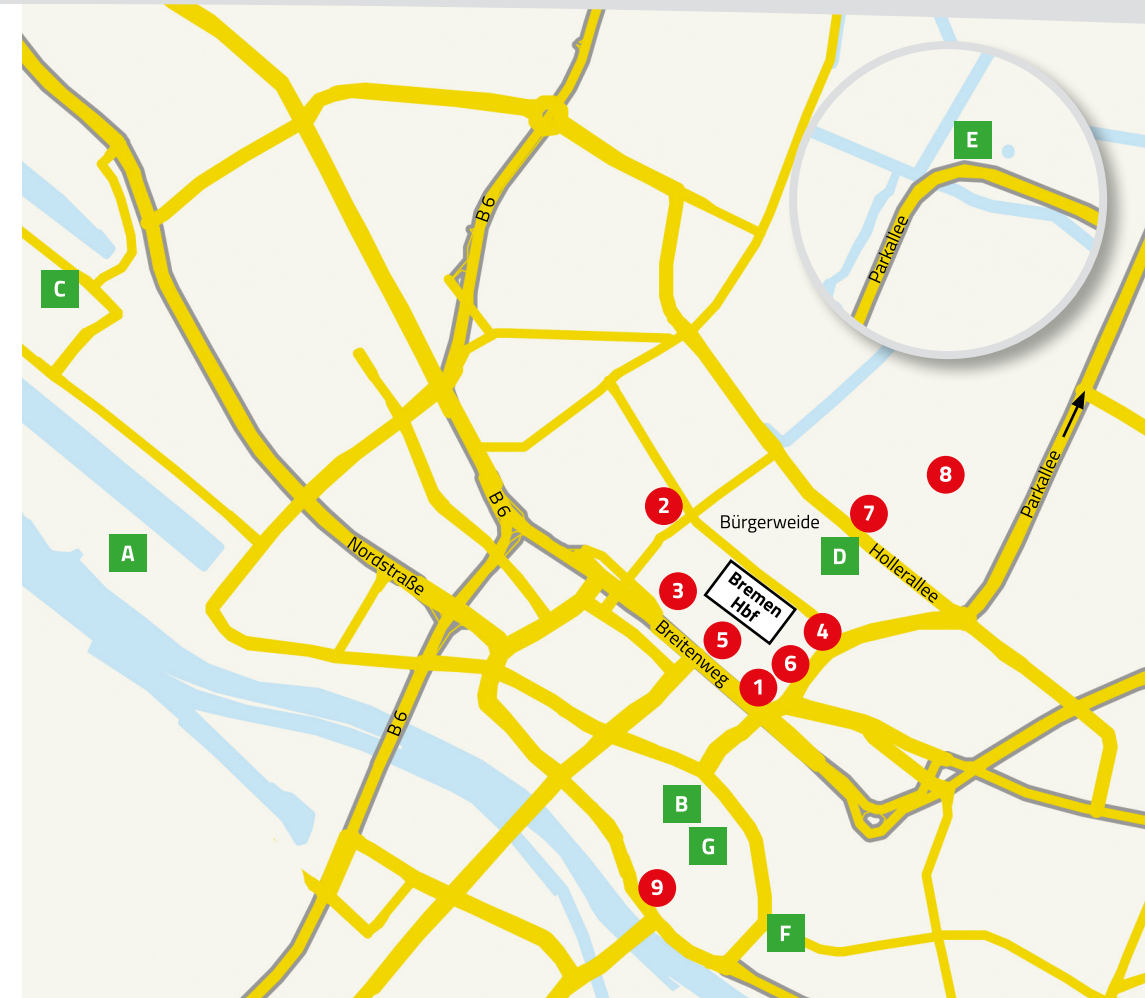 E
B 6
Parkallee
C
Parkallee
8
B 6
2
7
Bürgerweide
A
D
Nordstraße
Hollerallee
3
Bremen
Hbf
4
5
Breitenweg
6
1
B 6
B
G
9
F